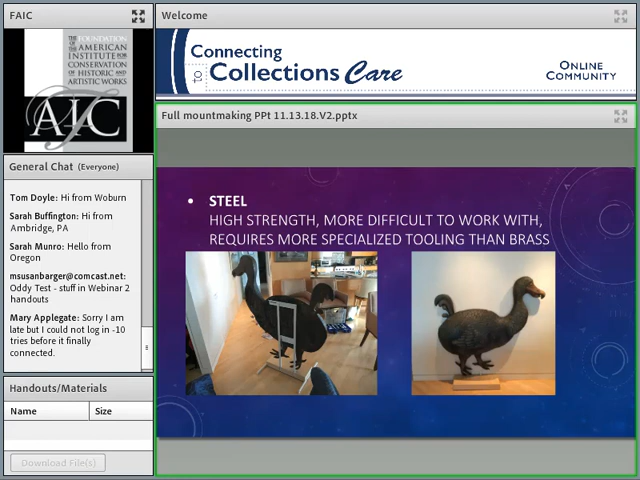 FAIC
THE FOUNDATION
OF THE AMERICAN
INSTITUTE FOR
CONSERVATION
OF HISTORIC AND
ARTISTIC WORKS
AIC
General Chat (Everyone)
Tom Doyle: Hi from Woburn
Sarah Buffington: Hi from
Ambridge, PA
Sarah Munro: Hello from
Oregon
msusanbarger@comcast.net:
Oddy Test - stuff in Webinar 2
handouts
Mary Applegate: Sorry I am
late but I could not log in -10
tries before it finally
connected.
Handouts/Materials
Name Size
Download File(s)
Welcome
Connecting
to Collections Care
ONLINE
COMMUNITY
Full mountmaking PPt 11.13.18.V2.pptx
• STEEL
HIGH STRENGTH, MORE DIFFICULT TO WORK WITH,
REQUIRES MORE SPECIALIZED TOOLING THAN BRASS